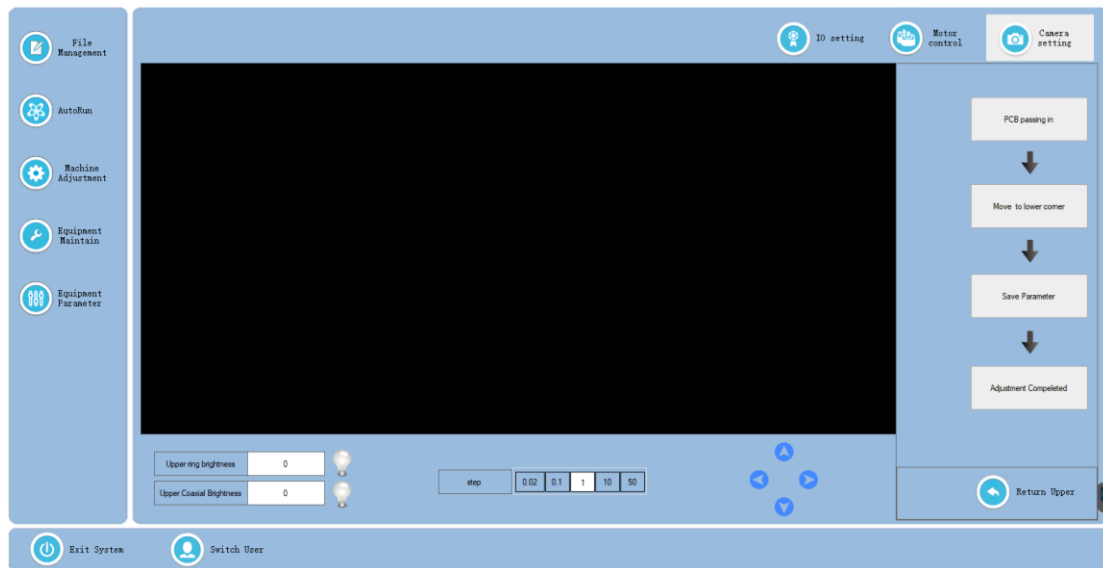 File
Management
AutoRun
Machine
Adjustment
Equipment
Maintain
Equipment
Parameter
IO setting
Motor
control
Camera
setting
PCB passing in
Move to lower corner
Save Parameter
Adjustment Compeleted
Upper ring brightness 0
Upper Coaxial Brightness 0
step 0.02 0.1 1 10 50
Return Upper
Exit System
Switch User